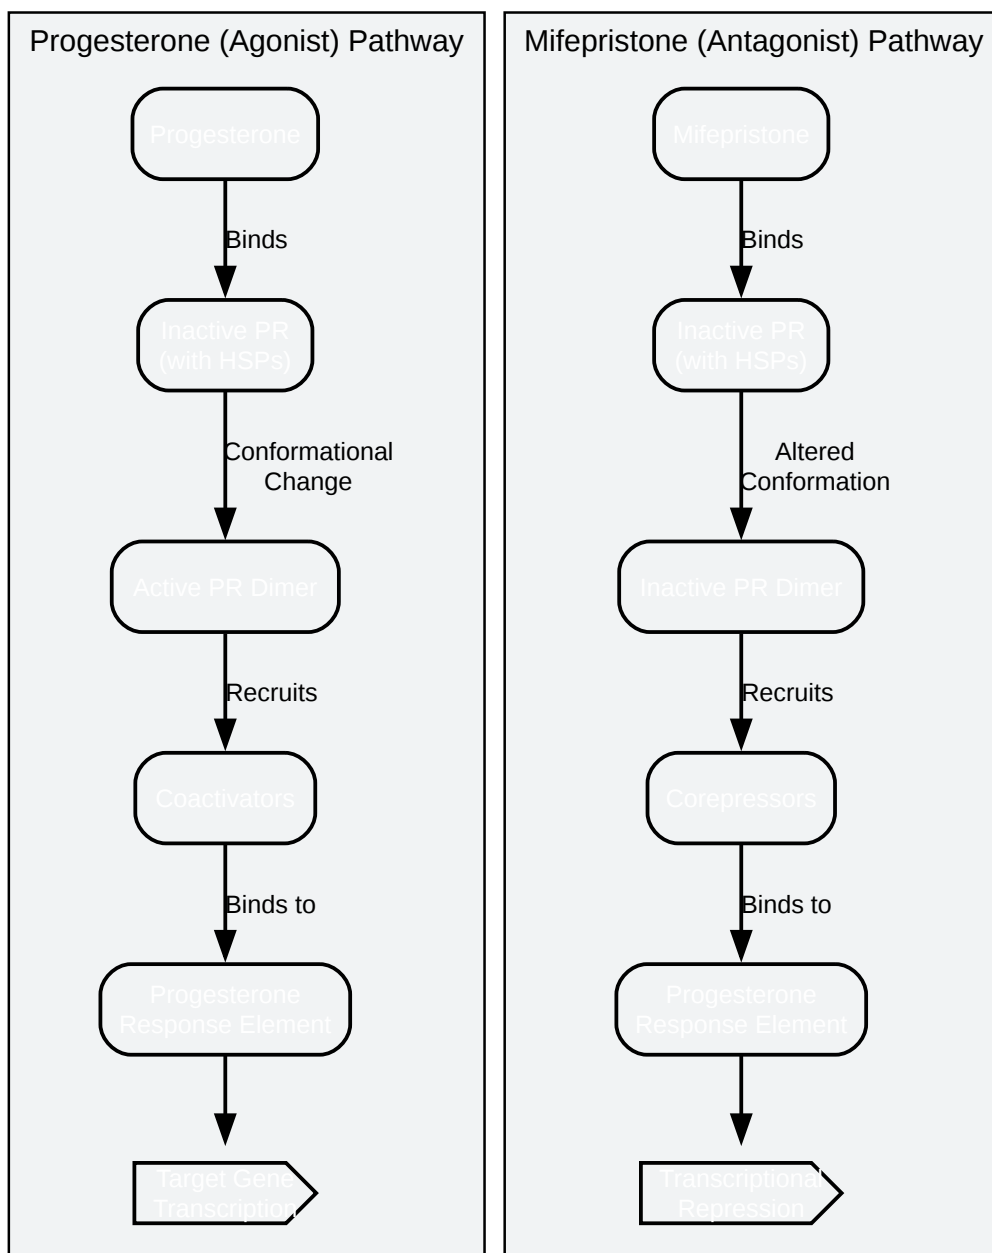 Progesterone (Agonist) Pathway
Progesterone
Binds
Inactive PR
(with HSPs)
Conformational
Change
Active PR Dimer
Recruits
Coactivators
Binds to
Progesterone
Response Element
Target Gene
Transcription
Mifepristone (Antagonist) Pathway
Mifepristone
Binds
Inactive PR
(with HSPs)
Altered
Conformation
Inactive PR Dimer
Recruits
Corepressors
Binds to
Progesterone
Response Element
Transcriptional
Repression